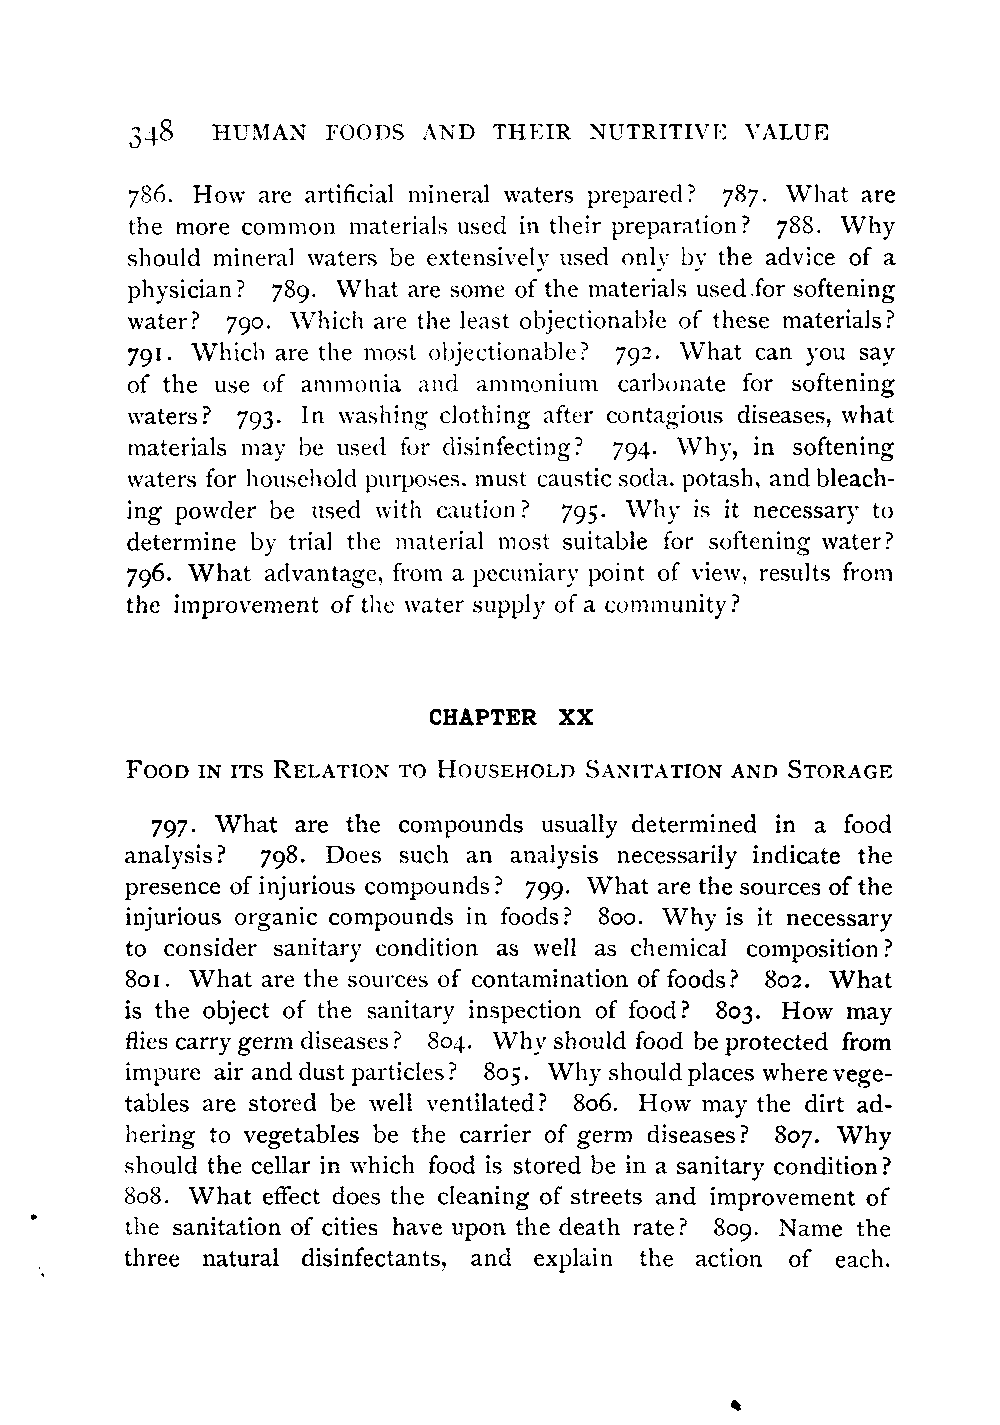 348 HUMAN FOODS AND THEIR NUTRITIVE VALUE
786. How are artificial mineral waters prepared? 787. What are
the more common materials used in their preparation? 788. Why
should mineral waters be extensively used only by the advice of a
physician? 789. What are some of the materials used for softening
water? 790. Which are the least objectionable of these materials?
791. Which are the most objectionable? 792. What can you say
of the use of ammonia and ammonium carbonate for softening
waters? 793. In washing clothing after contagious diseases, what
materials may be used for disinfecting? 794. Why, in softening
waters for household purposes, must caustic soda, potash, and bleach-
ing powder be used with caution? 795. Why is it necessary to
determine by trial the material most suitable for softening water?
796. What advantage, from a pecuniary point of view, results from
the improvement of the water supply of a community?
CHAPTER XX
FOOD IN ITS RELATION TO HOUSEHOLD SANITATION AND STORAGE
797. What are the compounds usually determined in a food
analysis? 798. Does such an analysis necessarily indicate the
presence of injurious compounds? 799. What are the sources of the
injurious organic compounds in foods? 800. Why is it necessary
to consider sanitary condition as well as chemical composition?
801. What are the sources of contamination of foods? 802. What
is the object of the sanitary inspection of food? 803. How may
flies carry germ diseases? 804. Why should food be protected from
impure air and dust particles? 805. Why should places where vege-
tables are stored be well ventilated? 806. How may the dirt ad-
hering to vegetables be the carrier of germ diseases? 807. Why
should the cellar in which food is stored be in a sanitary condition?
808. What effect does the cleaning of streets and improvement of
the sanitation of cities have upon the death rate? 809. Name the
three natural disinfectants, and explain the action of each.